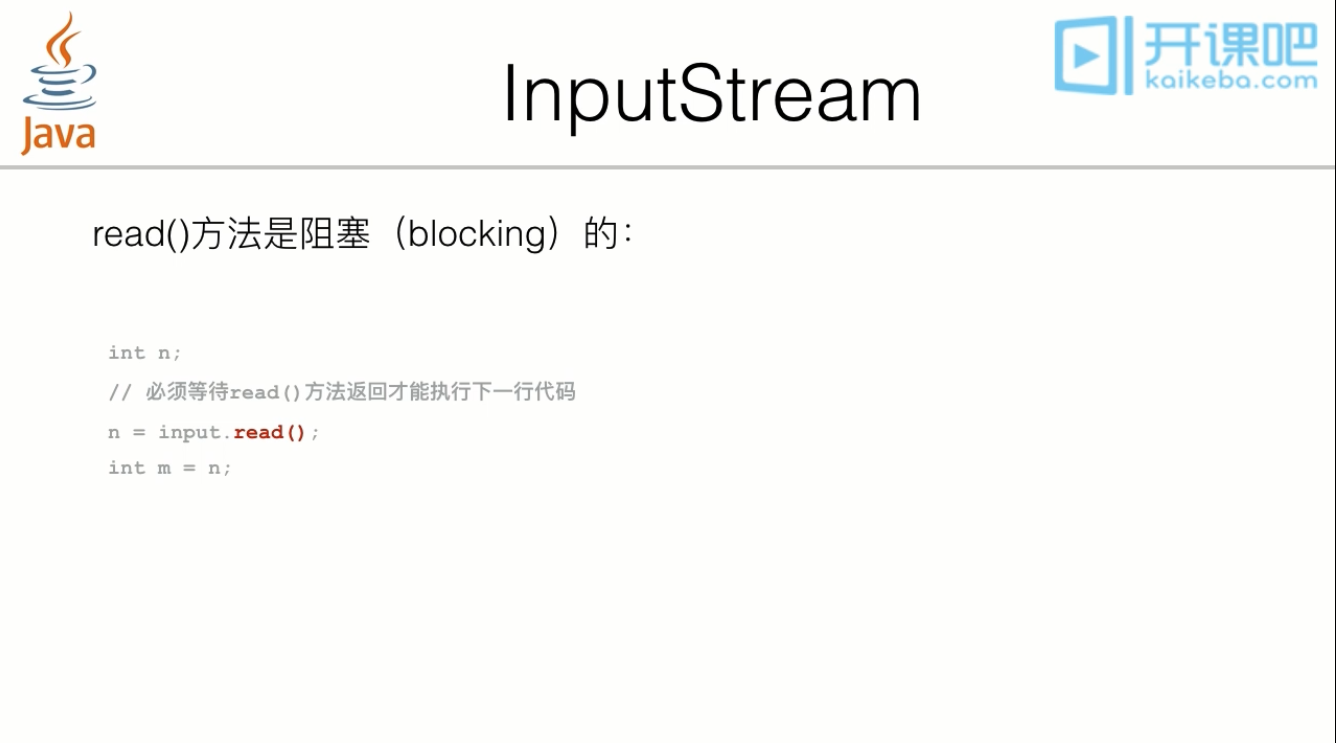 Java
InputStream
开课吧
kaikeba.com
read()方法是阻塞（blocking）的：
int n;
// 必须等待read()方法返回才能执行下一行代码
n = input.read();
int m = n;